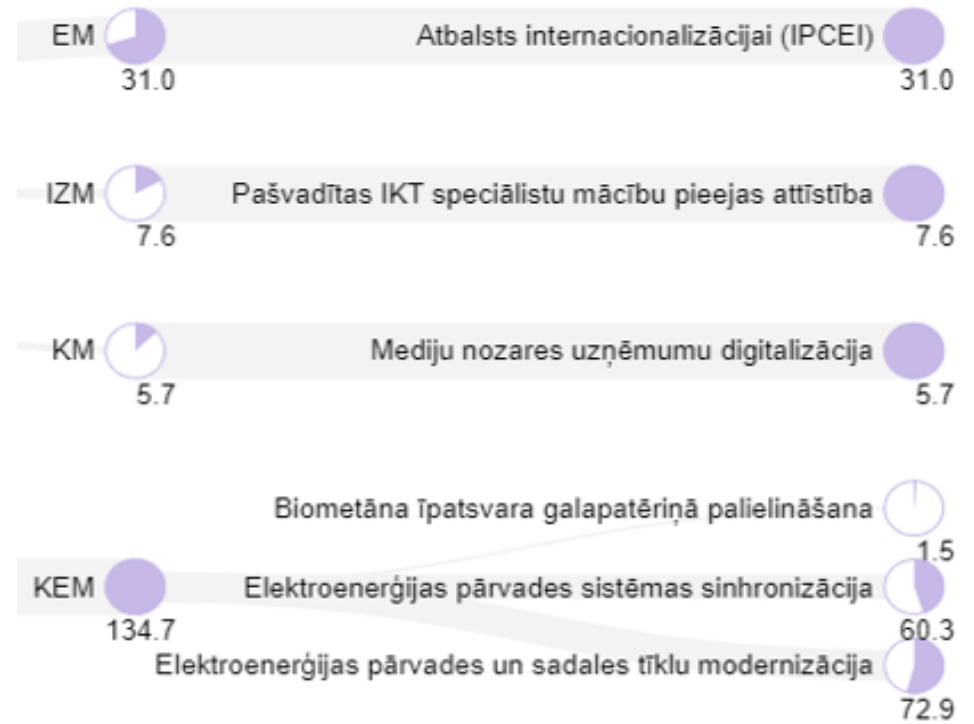 EM Atbalsts internacionalizācijai (IPCEI)
31.0 31.0
IZM Pašvadītas IKT speciālistu mācību pieejas attīstība
7.6 7.6
KM Mediju nozares uzņēmumu digitalizācija
5.7 5.7
Biometāna īpatsvara galapatēriņā palielināšana
1.5
KEM Elektroenerģijas pārvades sistēmas sinhronizācija
134.7 60.3
Elektroenerģijas pārvades un sadales tīklu modernizācija
72.9